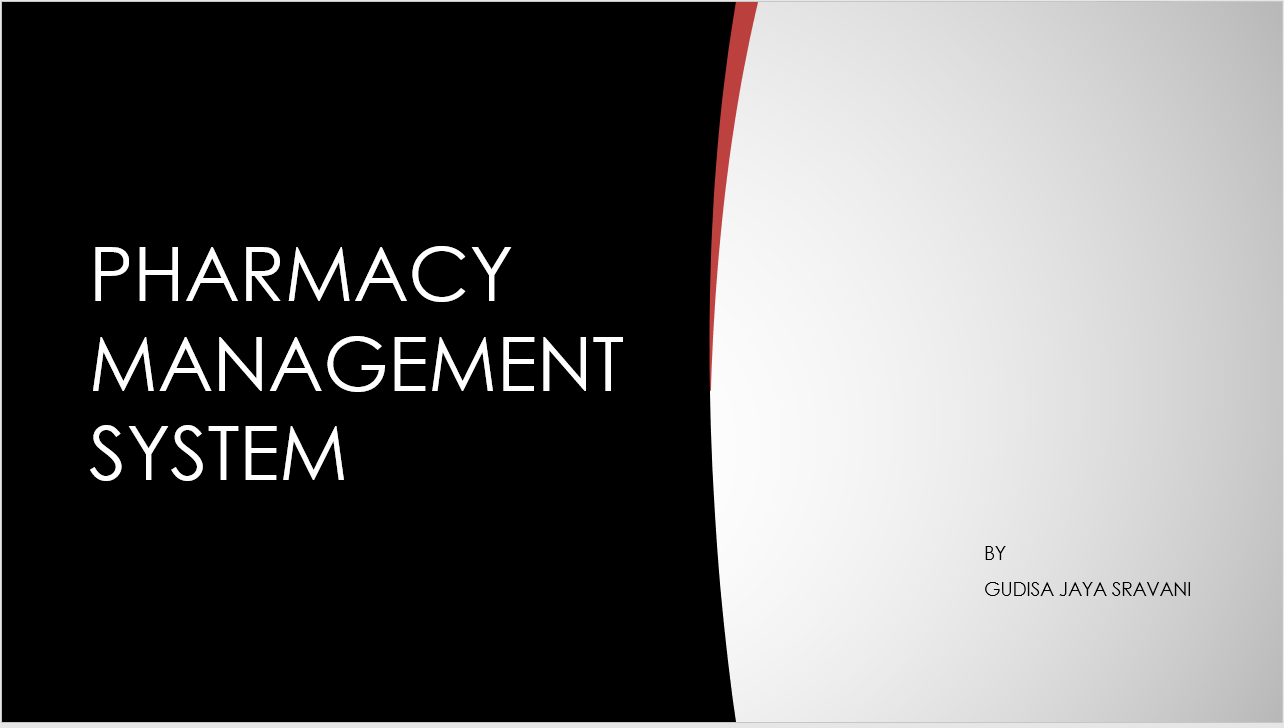 PHARMACY
MANAGEMENT
SYSTEM
BY
GUDISA JAYA SRAVANI